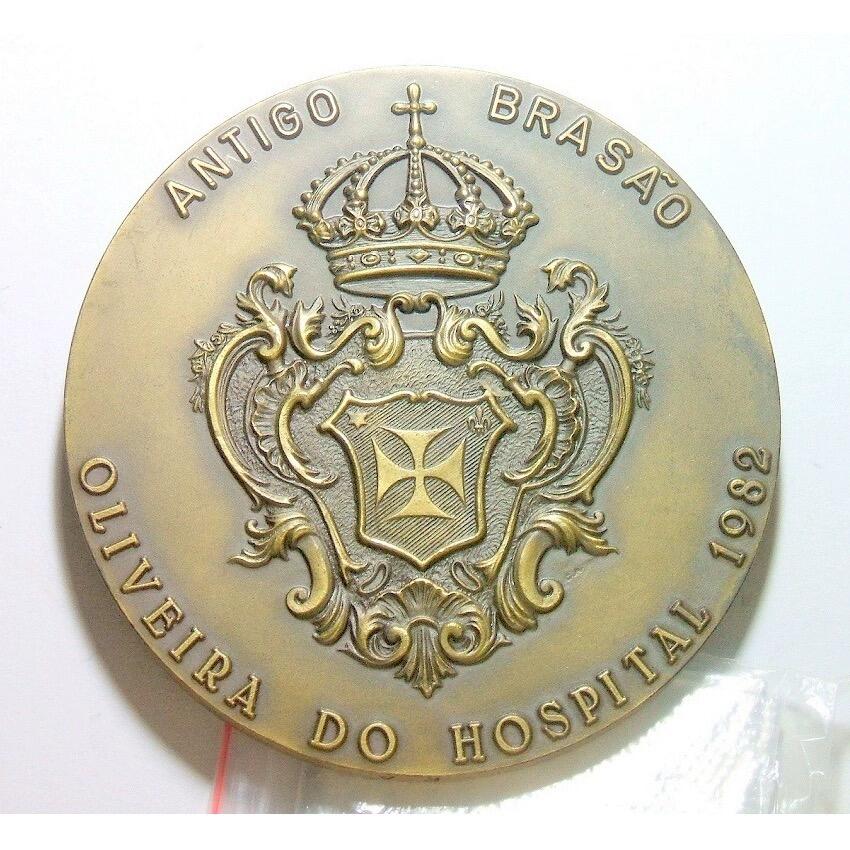 ANTIGO BRASÃO
OLIVEIRA DO HOSPITAL 1982